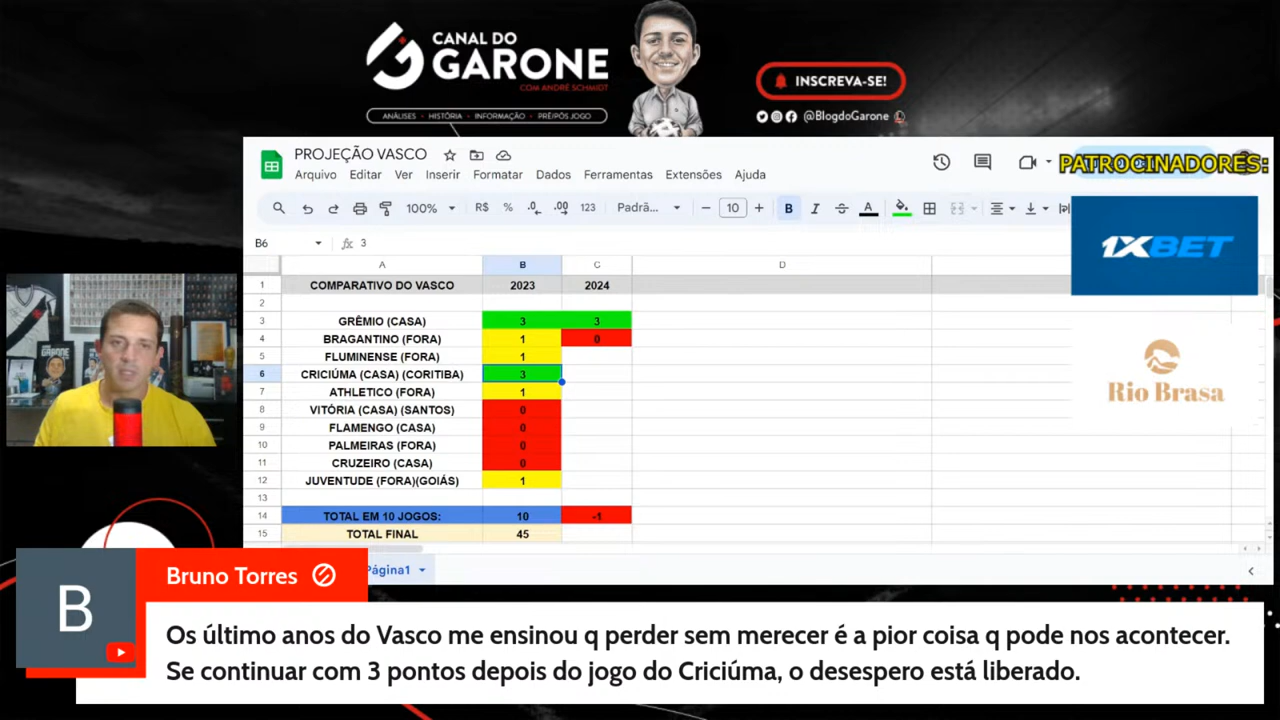 CANAL DO
GARONE
COM ANDRÉ SCHMIDT
ANÁLISES • HISTÓRIA • INFORMAÇÃO • PRÉ/PÓS JOGO
INSCREVA-SE!
@BlogdoGarone
PROJEÇÃO VASCO
Arquivo Editar Ver Inserir Formatar Dados Ferramentas Extensões Ajuda
PATROCINADORES:
100% R$ % .0 .00 123 Padrã... − 10 + B I S A
1XBET
B6 fx 3
A B C D
1 COMPARATIVO DO VASCO 2023 2024
2
3 GRÊMIO (CASA) 3 3
4 BRAGANTINO (FORA) 1 0
5 FLUMINENSE (FORA) 1
6 CRICIÚMA (CASA) (CORITIBA) 3
7 ATHLETICO (FORA) 1
8 VITÓRIA (CASA) (SANTOS) 0
9 FLAMENGO (CASA) 0
10 PALMEIRAS (FORA) 0
11 CRUZEIRO (CASA) 0
12 JUVENTUDE (FORA)(GOIÁS) 1
13
14 TOTAL EM 10 JOGOS: 10 -1
15 TOTAL FINAL 45
Rio Brasa
GARONE
Página1
B
Bruno Torres
Os último anos do Vasco me ensinou q perder sem merecer é a pior coisa q pode nos acontecer.
Se continuar com 3 pontos depois do jogo do Criciúma, o desespero está liberado.